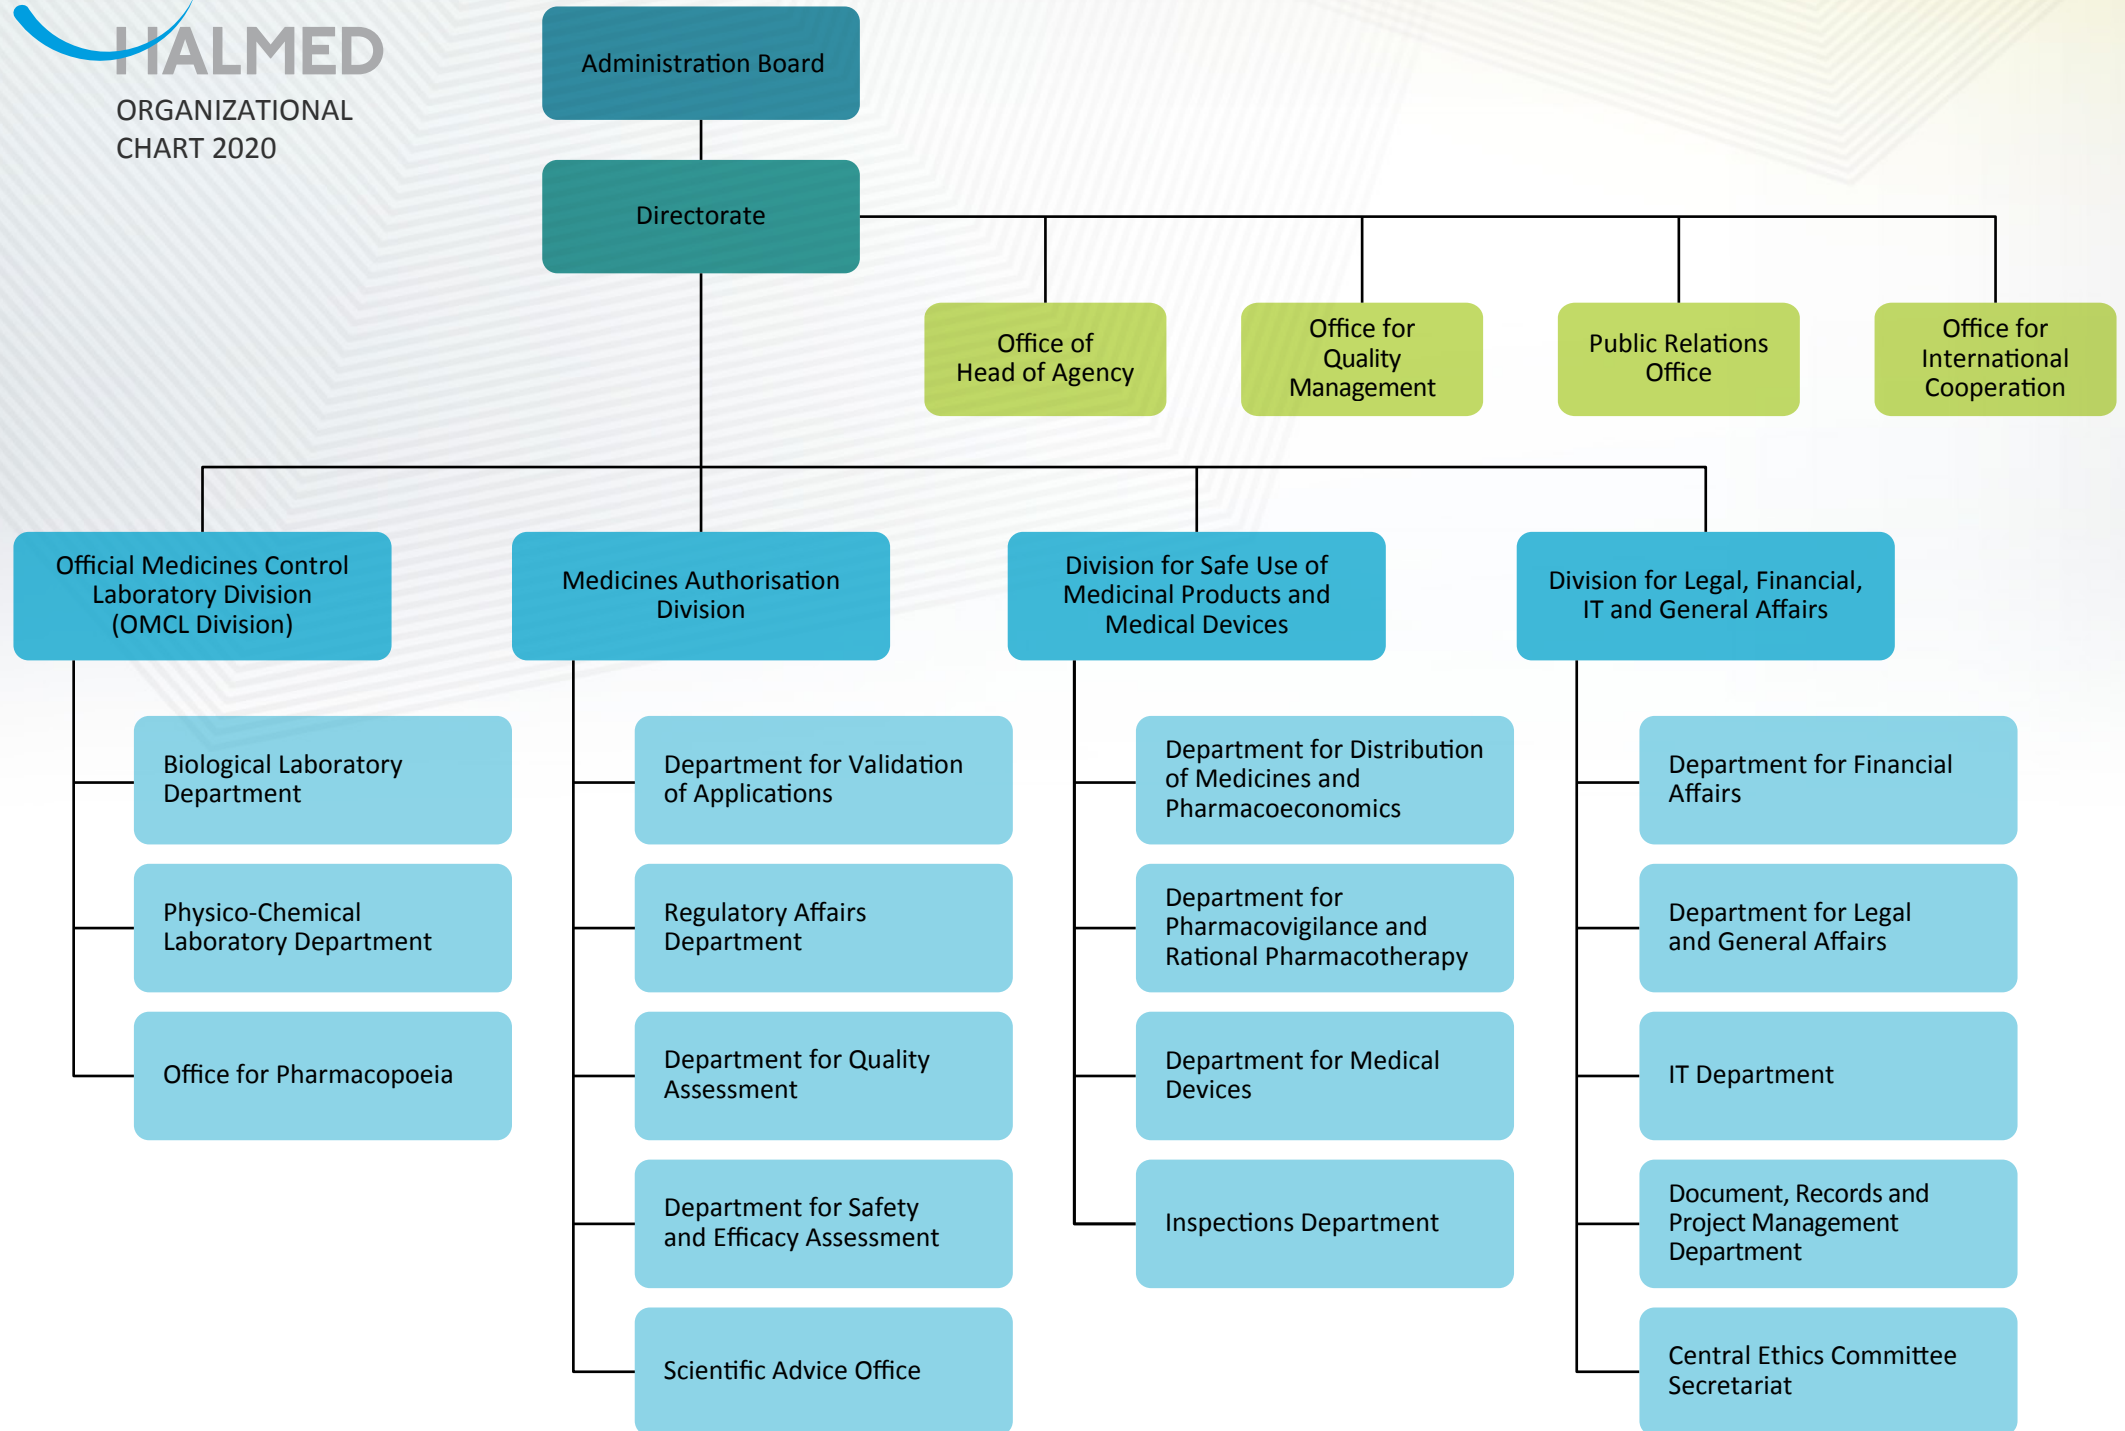 HALMED
ORGANIZATIONAL
CHART 2020
Administration Board
Directorate
Office of
Head of Agency
Office for
Quality
Management
Public Relations
Office
Office for
International
Cooperation
Official Medicines Control
Laboratory Division
(OMCL Division)
Medicines Authorisation
Division
Division for Safe Use of
Medicinal Products and
Medical Devices
Division for Legal, Financial,
IT and General Affairs
Biological Laboratory
Department
Physico-Chemical
Laboratory Department
Office for Pharmacopoeia
Department for Validation
of Applications
Regulatory Affairs
Department
Department for Quality
Assessment
Department for Safety
and Efficacy Assessment
Scientific Advice Office
Department for Distribution
of Medicines and
Pharmacoeconomics
Department for
Pharmacovigilance and
Rational Pharmacotherapy
Department for Medical
Devices
Inspections Department
Department for Financial
Affairs
Department for Legal
and General Affairs
IT Department
Document, Records and
Project Management
Department
Central Ethics Committee
Secretariat